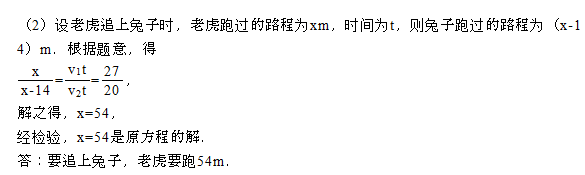 （2）设老虎追上兔子时，老虎跑过的路程为xm，时间为t，则兔子跑过的路程为（x-1
4）m．根据题意，得
x/(x-14)=v₁t/v₂t=27/20，
解之得，x=54，
经检验，x=54是原方程的解．
答：要追上兔子，老虎要跑54m．